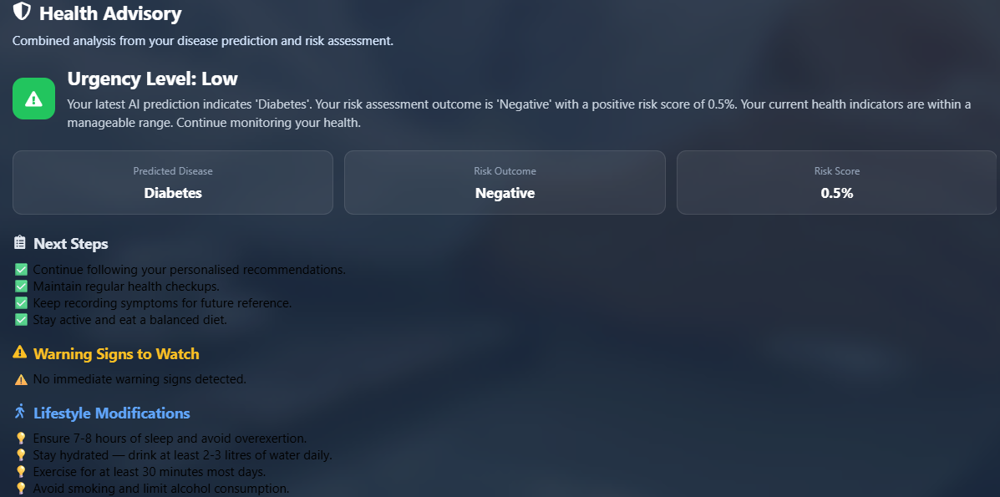 Health Advisory
Combined analysis from your disease prediction and risk assessment.
Urgency Level: Low
Your latest AI prediction indicates 'Diabetes'. Your risk assessment outcome is 'Negative' with a positive risk score of 0.5%. Your current health indicators are within a
manageable range. Continue monitoring your health.
Predicted Disease
Diabetes
Risk Outcome
Negative
Risk Score
0.5%
Next Steps
Continue following your personalised recommendations.
Maintain regular health checkups.
Keep recording symptoms for future reference.
Stay active and eat a balanced diet.
Warning Signs to Watch
No immediate warning signs detected.
Lifestyle Modifications
Ensure 7-8 hours of sleep and avoid overexertion.
Stay hydrated — drink at least 2-3 litres of water daily.
Exercise for at least 30 minutes most days.
Avoid smoking and limit alcohol consumption.